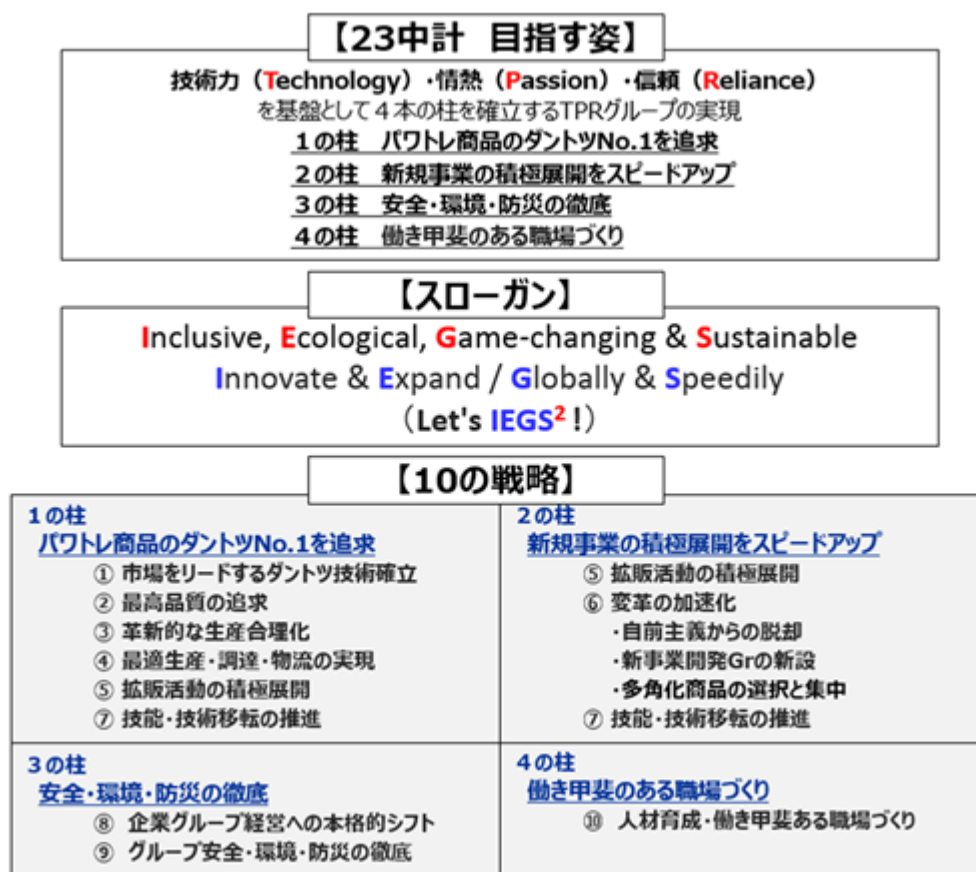 【23中計 目指す姿】
技術力（Technology）・情熱（Passion）・信頼（Reliance）
を基盤として４本の柱を確立するTPRグループの実現
１の柱 パワトレ商品のダントツNo.1を追求
２の柱 新規事業の積極展開をスピードアップ
３の柱 安全・環境・防災の徹底
４の柱 働き甲斐のある職場づくり
【スローガン】
Inclusive, Ecological, Game-changing & Sustainable
Innovate & Expand / Globally & Speedily
（Let's IEGS² !）
【10の戦略】
１の柱
パワトレ商品のダントツNo.1を追求
① 市場をリードするダントツ技術確立
② 最高品質の追求
③ 革新的な生産合理化
④ 最適生産・調達・物流の実現
⑤ 拡販活動の積極展開
⑦ 技能・技術移転の推進
２の柱
新規事業の積極展開をスピードアップ
⑤ 拡販活動の積極展開
⑥ 変革の加速化
・自前主義からの脱却
・新事業開発Grの新設
・多角化商品の選択と集中
⑦ 技能・技術移転の推進
３の柱
安全・環境・防災の徹底
⑧ 企業グループ経営への本格的シフト
⑨ グループ安全・環境・防災の徹底
４の柱
働き甲斐のある職場づくり
⑩ 人材育成・働き甲斐ある職場づくり